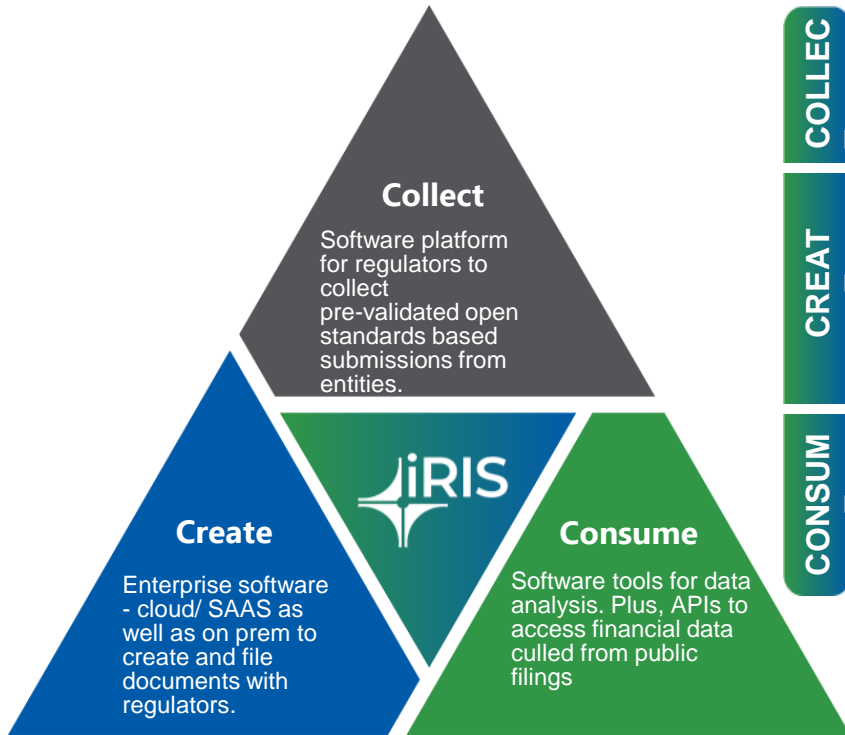 Collect
Software platform
for regulators to
collect
pre-validated open
standards based
submissions from
entities.
iRIS
Create
Enterprise software
- cloud/ SAAS as
well as on prem to
create and file
documents with
regulators.
Consume
Software tools for data
analysis. Plus, APIs to
access financial data
culled from public
filings
COLLEC
CREAT
CONSUM